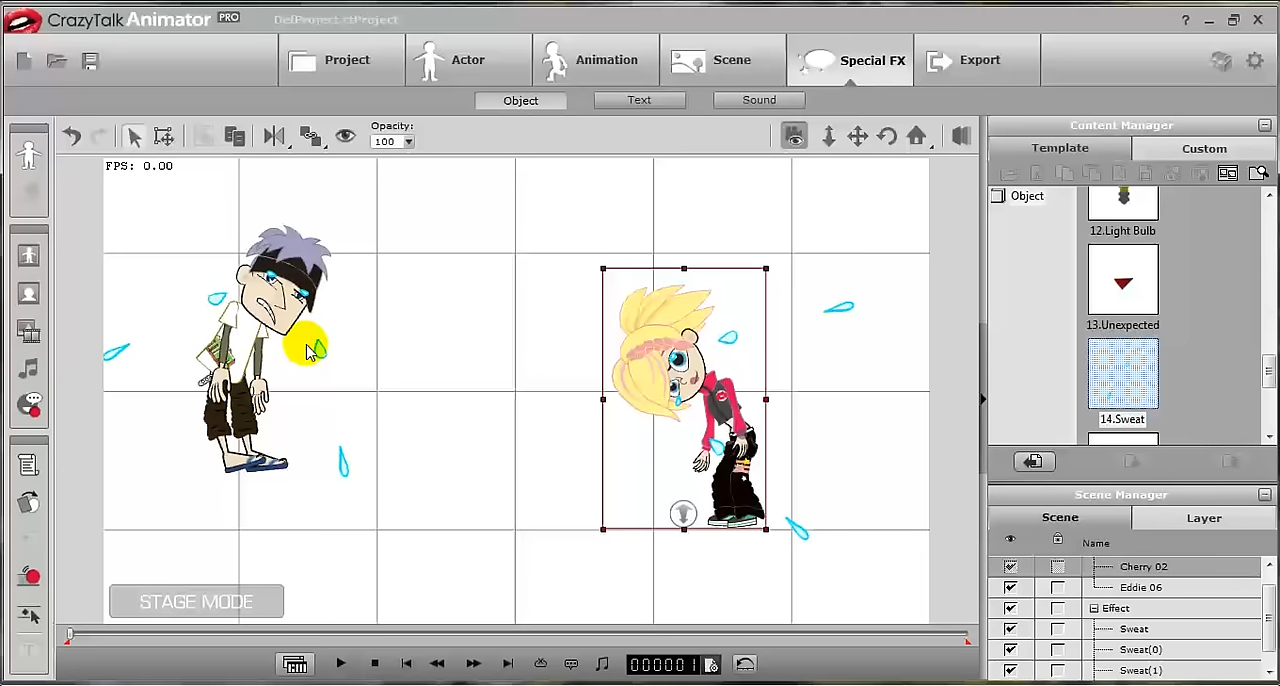 CrazyTalk Animator PRO
DefProject.ctProject
Project
Actor
Animation
Scene
Special FX
Export
Object
Text
Sound
Opacity:
100
FPS: 0.00
STAGE MODE
000001
Content Manager
Template
Custom
Object
12.Light Bulb
13.Unexpected
14.Sweat
Scene Manager
Scene
Layer
Name
Cherry 02
Eddie 06
Effect
Sweat
Sweat(0)
Sweat(1)